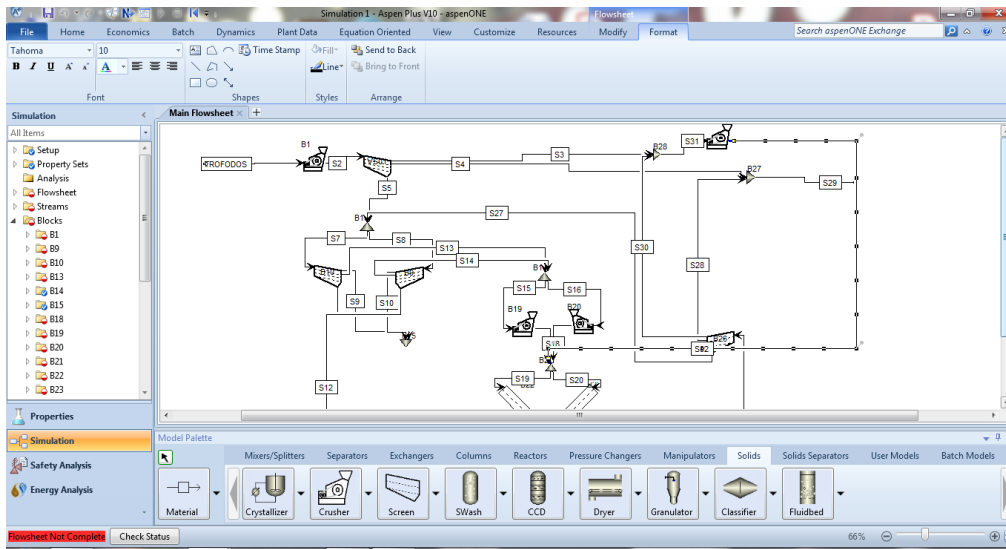 Simulation 1 - Aspen Plus V10 - aspenONE
Flowsheet
File Home Economics Batch Dynamics Plant Data Equation Oriented View Customize Resources Modify Format
Search aspenONE Exchange
Tahoma 10
Time Stamp
Fill
Send to Back
B I U A A A
Line
Bring to Front
Font Shapes Styles Arrange
Simulation
Main Flowsheet
All Items
Setup
Property Sets
Analysis
Flowsheet
Streams
Blocks
B1
B9
B10
B13
B14
B15
B18
B19
B20
B21
B22
B23
Properties
Simulation
Safety Analysis
Energy Analysis
B1
S2
S4
S3
B28
S31
B27
S29
S5
S27
S7
S8
S13
S14
S30
S28
S9
S10
S15
S16
B19
B20
S12
S19
S20
Model Palette
Mixers/Splitters Separators Exchangers Columns Reactors Pressure Changers Manipulators Solids Solids Separators User Models Batch Models
Material Crystallizer Crusher Screen SWash CCD Dryer Granulator Classifier Fluidbed
Flowsheet Not Complete Check Status
66%